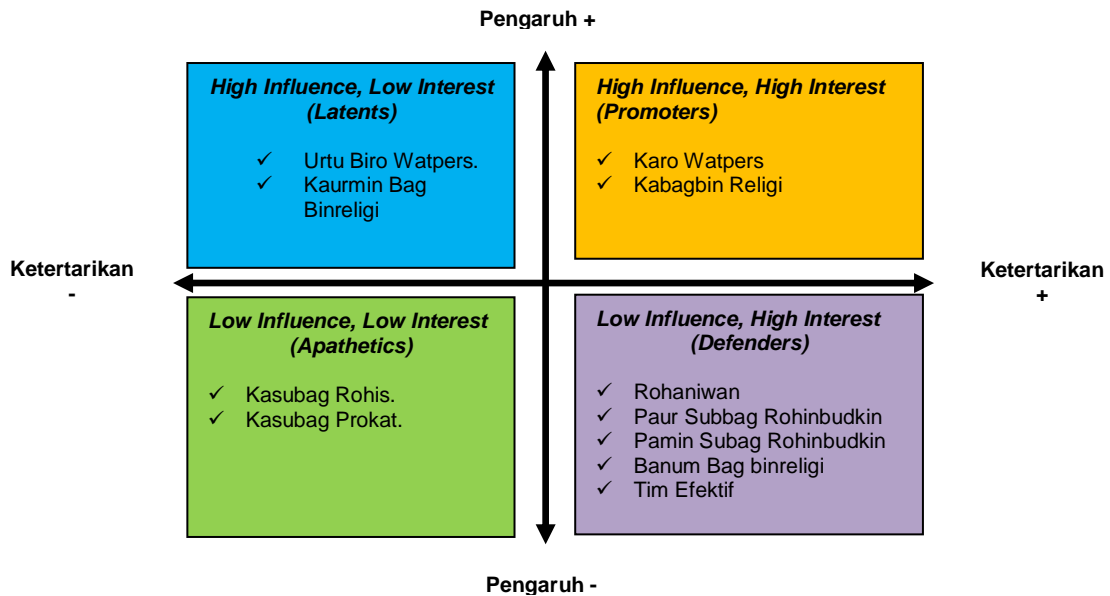 Pengaruh +
High Influence, Low Interest
(Latents)
✓ Urtu Biro Watpers.
✓ Kaurmin Bag
Binreligi
High Influence, High Interest
(Promoters)
✓ Karo Watpers
✓ Kabagbin Religi
Ketertarikan
-
Ketertarikan
+
Low Influence, Low Interest
(Apathetics)
✓ Kasubag Rohis.
✓ Kasubag Prokat.
Low Influence, High Interest
(Defenders)
✓ Rohaniwan
✓ Paur Subbag Rohinbudkin
✓ Pamin Subag Rohinbudkin
✓ Banum Bag binreligi
✓ Tim Efektif
Pengaruh -